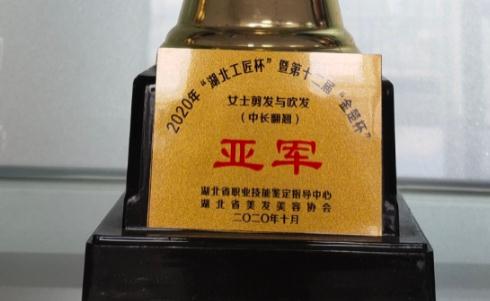 2020年“湖北工匠杯”暨第十二届“金剪杯”
女士剪发与吹发
（中长翻翘）
亚军
湖北省职业技能鉴定指导中心
湖北省美发美容协会
二〇二〇年十月